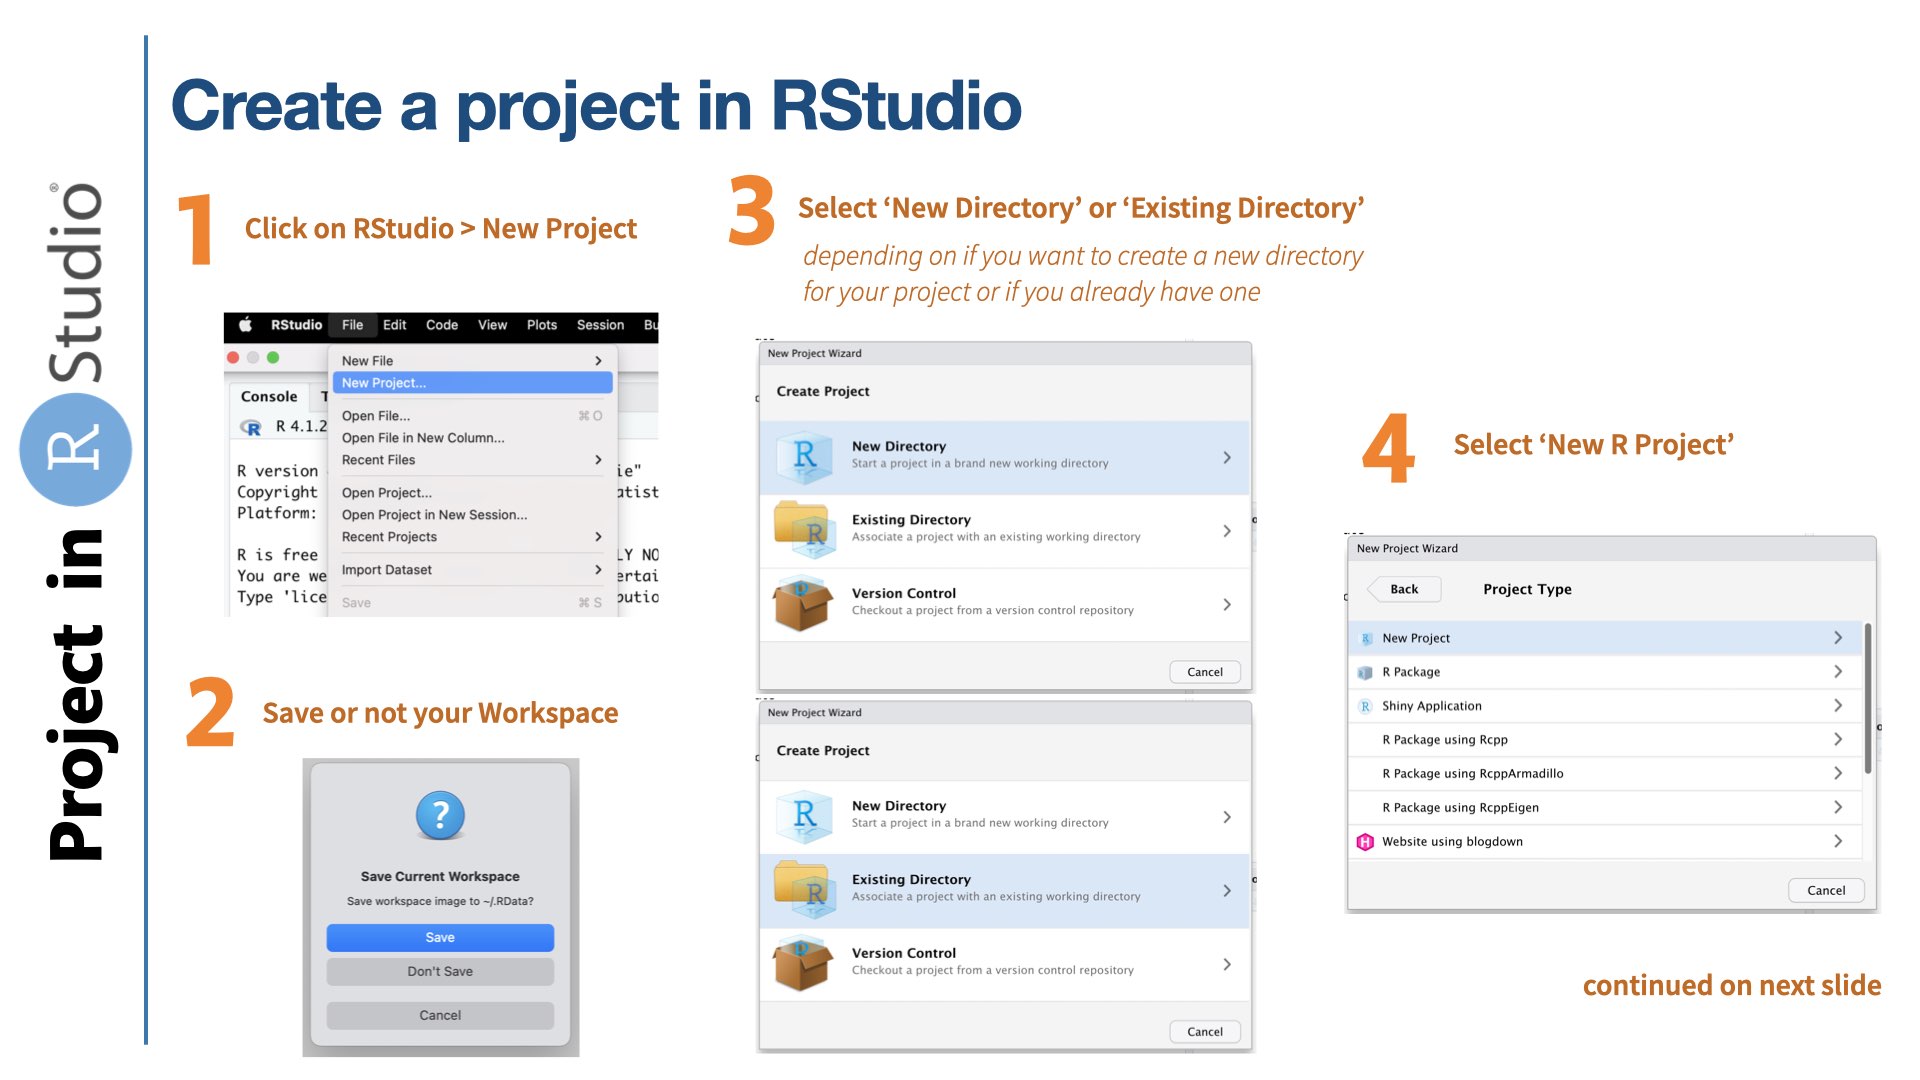 Project in R Studio®
Create a project in RStudio
1 Click on RStudio > New Project
RStudio File Edit Code View Plots Session Bu
New File
New Project...
Open File... ⌘ O
Open File in New Column...
Recent Files
Open Project...
Open Project in New Session...
Recent Projects
Import Dataset
Save ⌘ S
Console T
R 4.1.2
R version ie"
Copyright atist
Platform:
R is free LY NO
You are we ertai
Type 'lice outio
2 Save or not your Workspace
?
Save Current Workspace
Save workspace image to ~/.RData?
Save
Don't Save
Cancel
3 Select ‘New Directory’ or ‘Existing Directory’
depending on if you want to create a new directory
for your project or if you already have one
New Project Wizard
Create Project
New Directory
Start a project in a brand new working directory
Existing Directory
Associate a project with an existing working directory
Version Control
Checkout a project from a version control repository
Cancel
New Project Wizard
Create Project
New Directory
Start a project in a brand new working directory
Existing Directory
Associate a project with an existing working directory
Version Control
Checkout a project from a version control repository
Cancel
4 Select ‘New R Project’
New Project Wizard
Back Project Type
New Project
R Package
Shiny Application
R Package using Rcpp
R Package using RcppArmadillo
R Package using RcppEigen
Website using blogdown
Cancel
continued on next slide